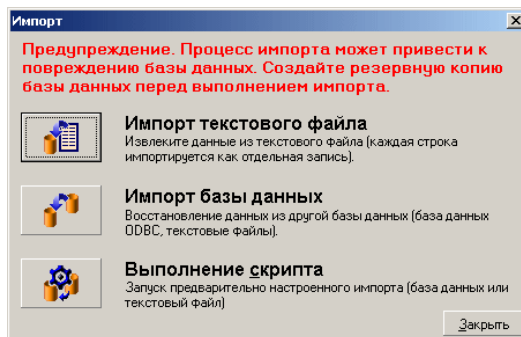 Импорт
Предупреждение. Процесс импорта может привести к
повреждению базы данных. Создайте резервную копию
базы данных перед выполнением импорта.
Импорт текстового файла
Извлеките данные из текстового файла (каждая строка
импортируется как отдельная запись).
Импорт базы данных
Восстановление данных из другой базы данных (база данных
ODBC, текстовые файлы).
Выполнение скрипта
Запуск предварительно настроенного импорта (база данных или
текстовый файл)
Закрыть